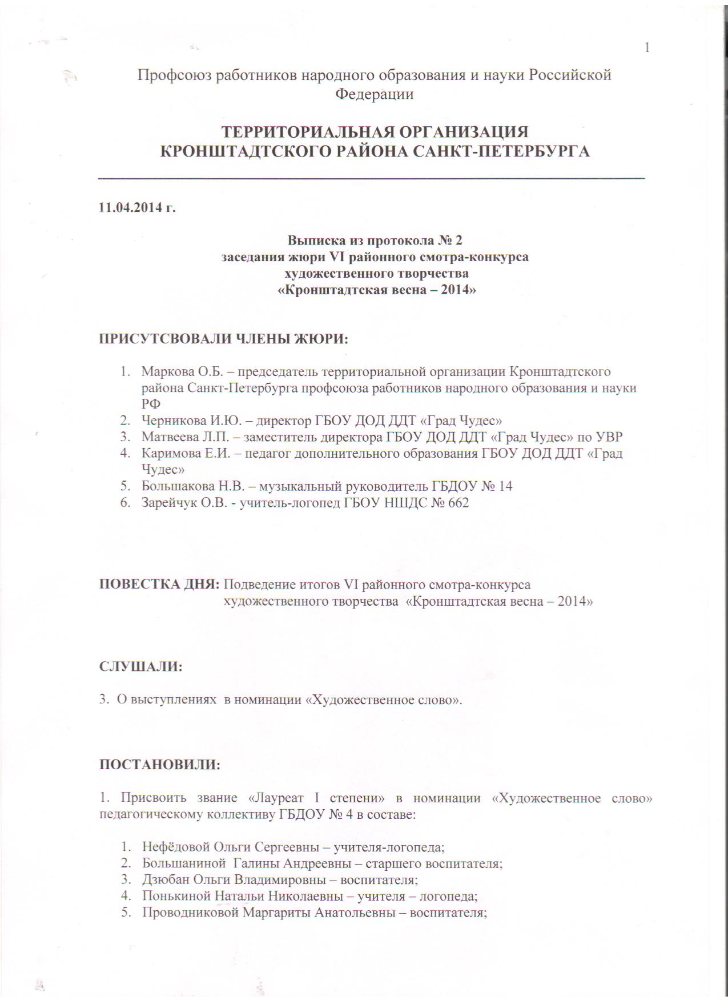 1
Профсоюз работников народного образования и науки Российской
Федерации
ТЕРРИТОРИАЛЬНАЯ ОРГАНИЗАЦИЯ
КРОНШТАДТСКОГО РАЙОНА САНКТ-ПЕТЕРБУРГА
11.04.2014 г.
Выписка из протокола № 2
заседания жюри VI районного смотра-конкурса
художественного творчества
«Кронштадтская весна – 2014»
ПРИСУТСВОВАЛИ ЧЛЕНЫ ЖЮРИ:
1. Маркова О.Б. – председатель территориальной организации Кронштадтского
района Санкт-Петербурга профсоюза работников народного образования и науки
РФ
2. Черникова И.Ю. – директор ГБОУ ДОД ДДТ «Град Чудес»
3. Матвеева Л.П. – заместитель директора ГБОУ ДОД ДДТ «Град Чудес» по УВР
4. Каримова Е.И. – педагог дополнительного образования ГБОУ ДОД ДДТ «Град
Чудес»
5. Большакова Н.В. – музыкальный руководитель ГБДОУ № 14
6. Зарейчук О.В. - учитель-логопед ГБОУ НШДС № 662
ПОВЕСТКА ДНЯ: Подведение итогов VI районного смотра-конкурса
художественного творчества «Кронштадтская весна – 2014»
СЛУШАЛИ:
3. О выступлениях в номинации «Художественное слово».
ПОСТАНОВИЛИ:
1. Присвоить звание «Лауреат I степени» в номинации «Художественное слово»
педагогическому коллективу ГБДОУ № 4 в составе:
1. Нефёдовой Ольги Сергеевны – учителя-логопеда;
2. Большаниной Галины Андреевны – старшего воспитателя;
3. Дзюбан Ольги Владимировны – воспитателя;
4. Понькиной Натальи Николаевны – учителя – логопеда;
5. Проводниковой Маргариты Анатольевны – воспитателя;